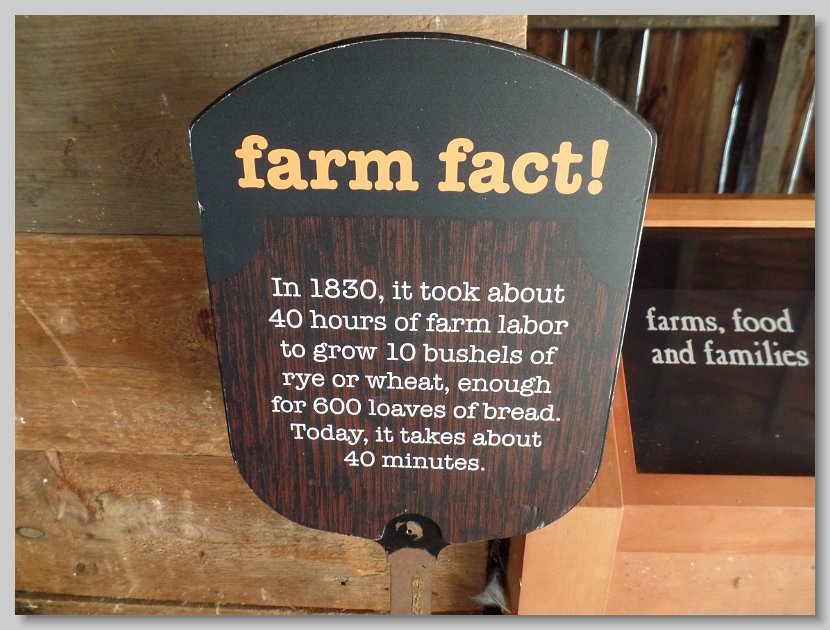 farm fact!
In 1830, it took about
40 hours of farm labor
to grow 10 bushels of
rye or wheat, enough
for 600 loaves of bread.
Today, it takes about
40 minutes.
farms, food
and families